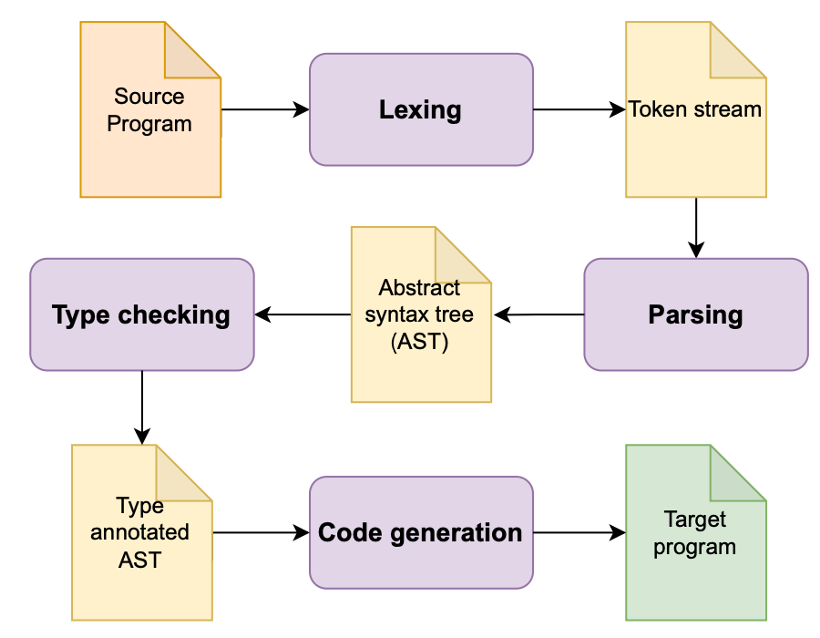 Source
Program
Lexing
Token stream
Type checking
Abstract
syntax tree
(AST)
Parsing
Type
annotated
AST
Code generation
Target
program